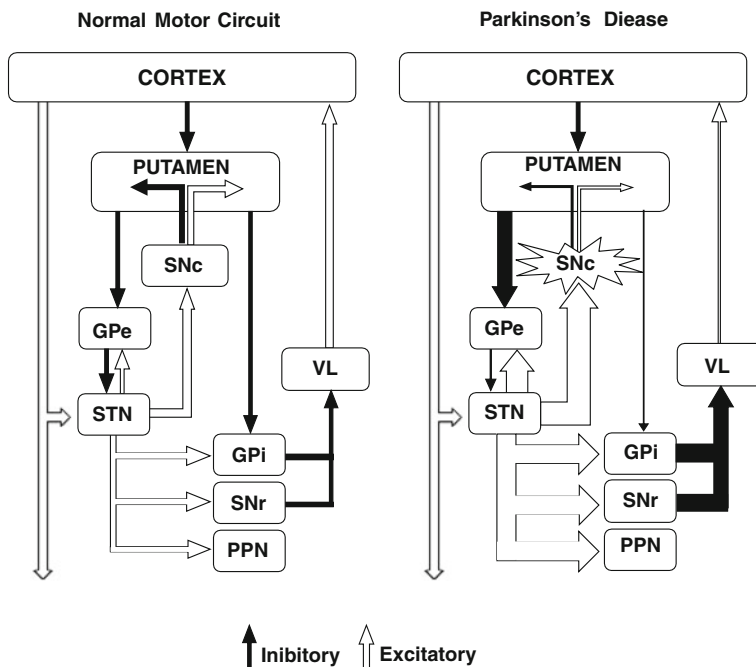 Normal Motor Circuit
Parkinson's Diease
CORTEX
PUTAMEN
SNc
GPe
VL
STN
GPi
SNr
PPN
CORTEX
PUTAMEN
SNc
GPe
VL
STN
GPi
SNr
PPN
Inibitory
Excitatory